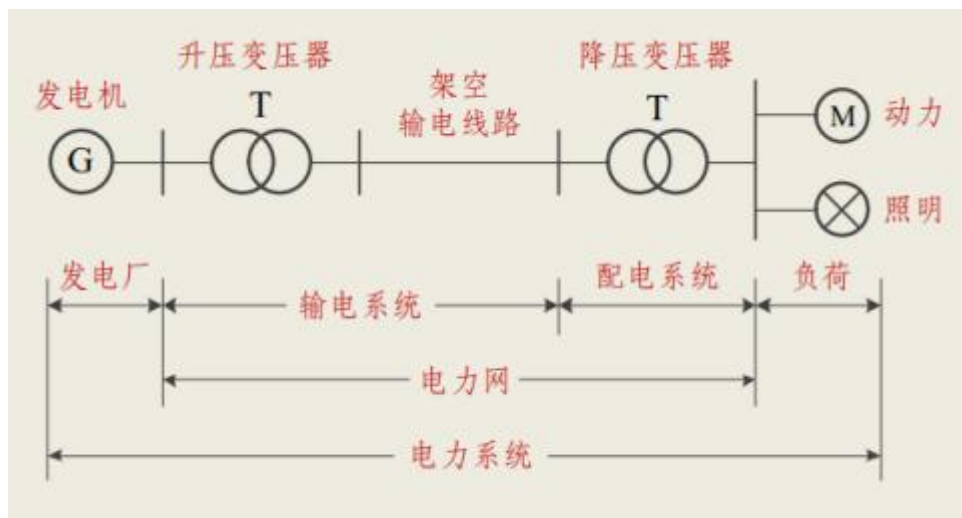 升压变压器
降压变压器
发电机
T
架空
输电线路
T
G
M
动力
照明
发电厂
输电系统
配电系统
负荷
电力网
电力系统